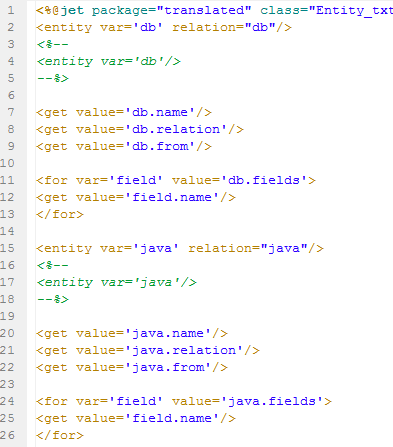 1 <%@jet package="translated" class="Entity_txt
2 <entity var='db' relation="db"/>
3 <%--
4 <entity var='db'/>
5 --%>
6
7 <get value='db.name'/>
8 <get value='db.relation'/>
9 <get value='db.from'/>
10
11 <for var='field' value='db.fields'>
12 <get value='field.name'/>
13 </for>
14
15 <entity var='java' relation="java"/>
16 <%--
17 <entity var='java'/>
18 --%>
19
20 <get value='java.name'/>
21 <get value='java.relation'/>
22 <get value='java.from'/>
23
24 <for var='field' value='java.fields'>
25 <get value='field.name'/>
26 </for>